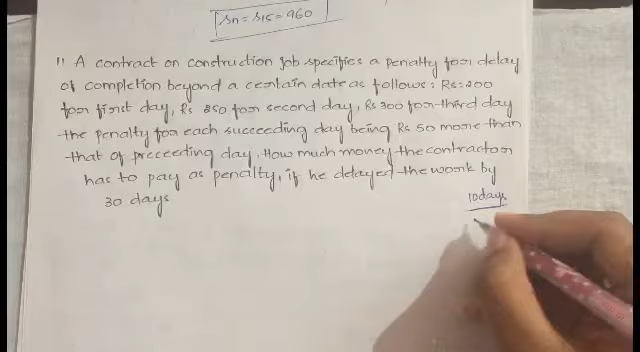 Sn = S15 = 960
11 A contract on construction job specifies a penalty for delay
of completion beyond a certain date as follows: Rs=200
for first day, Rs 250 for second day, Rs 300 for third day
the penalty for each succeeding day being Rs 50 more than
that of preceeding day. How much money the contractor
has to pay as penalty, if he delayed the work by
30 days
10 days